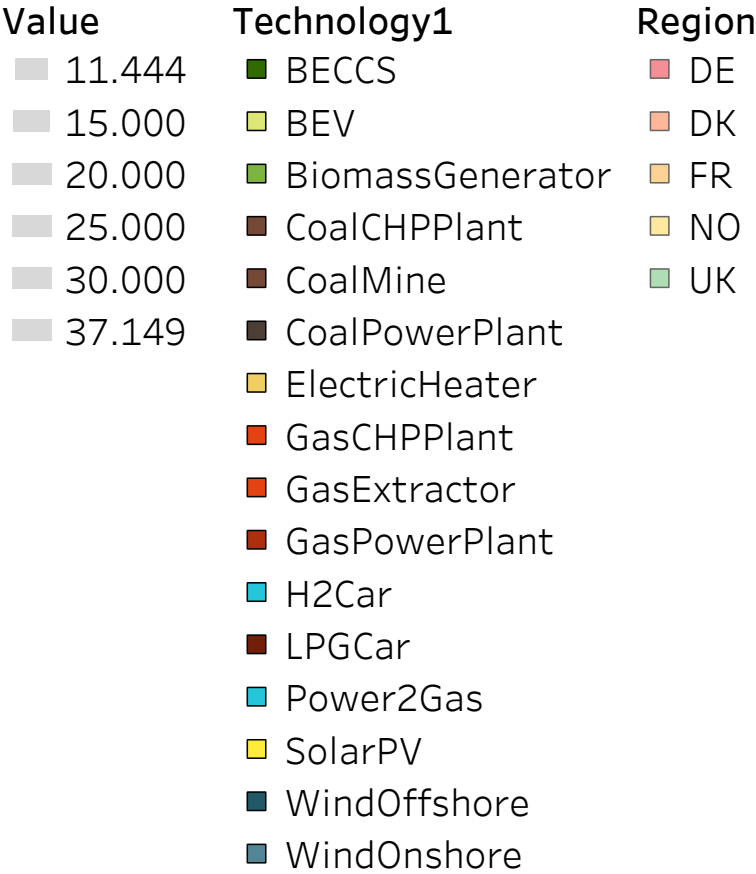 Value
11.444
15.000
20.000
25.000
30.000
37.149
Technology1
BECCS
BEV
BiomassGenerator
CoalCHPPlant
CoalMine
CoalPowerPlant
ElectricHeater
GasCHPPlant
GasExtractor
GasPowerPlant
H2Car
LPGCar
Power2Gas
SolarPV
WindOffshore
WindOnshore
Region
DE
DK
FR
NO
UK